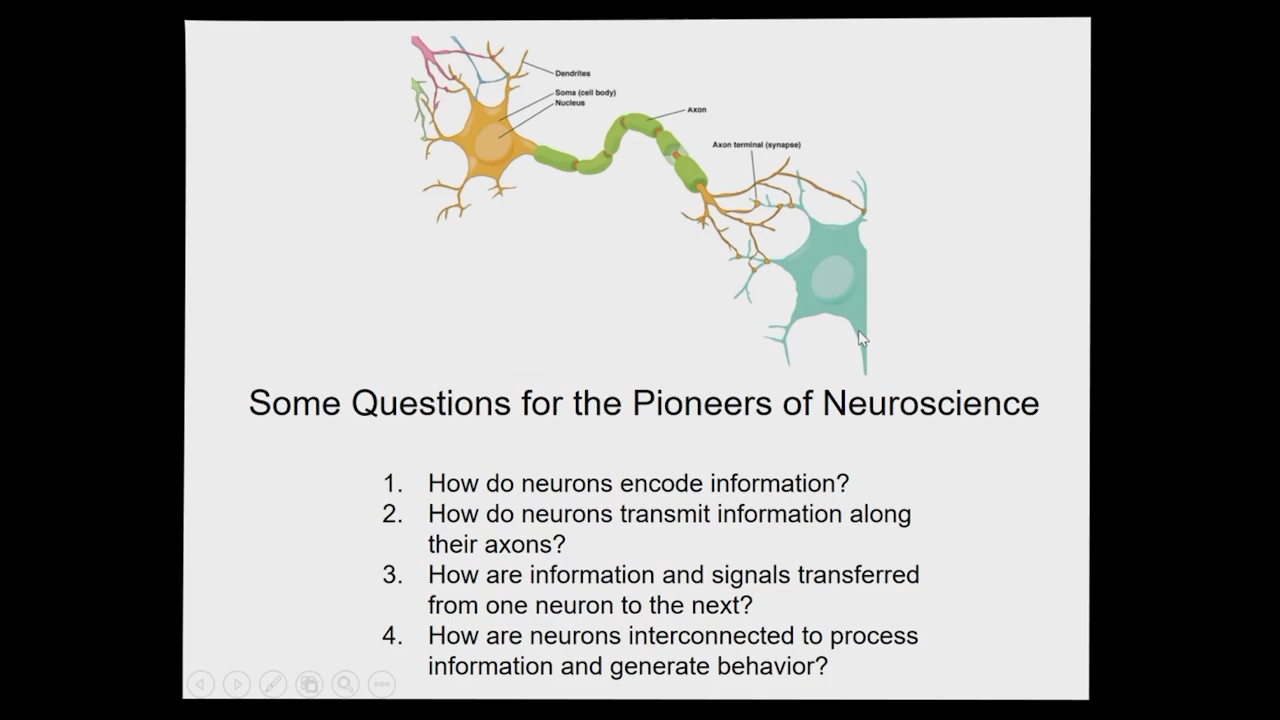 Dendrites
Soma (cell body)
Nucleus
Axon
Axon terminal (synapse)
Some Questions for the Pioneers of Neuroscience
1. How do neurons encode information?
2. How do neurons transmit information along
their axons?
3. How are information and signals transferred
from one neuron to the next?
4. How are neurons interconnected to process
information and generate behavior?